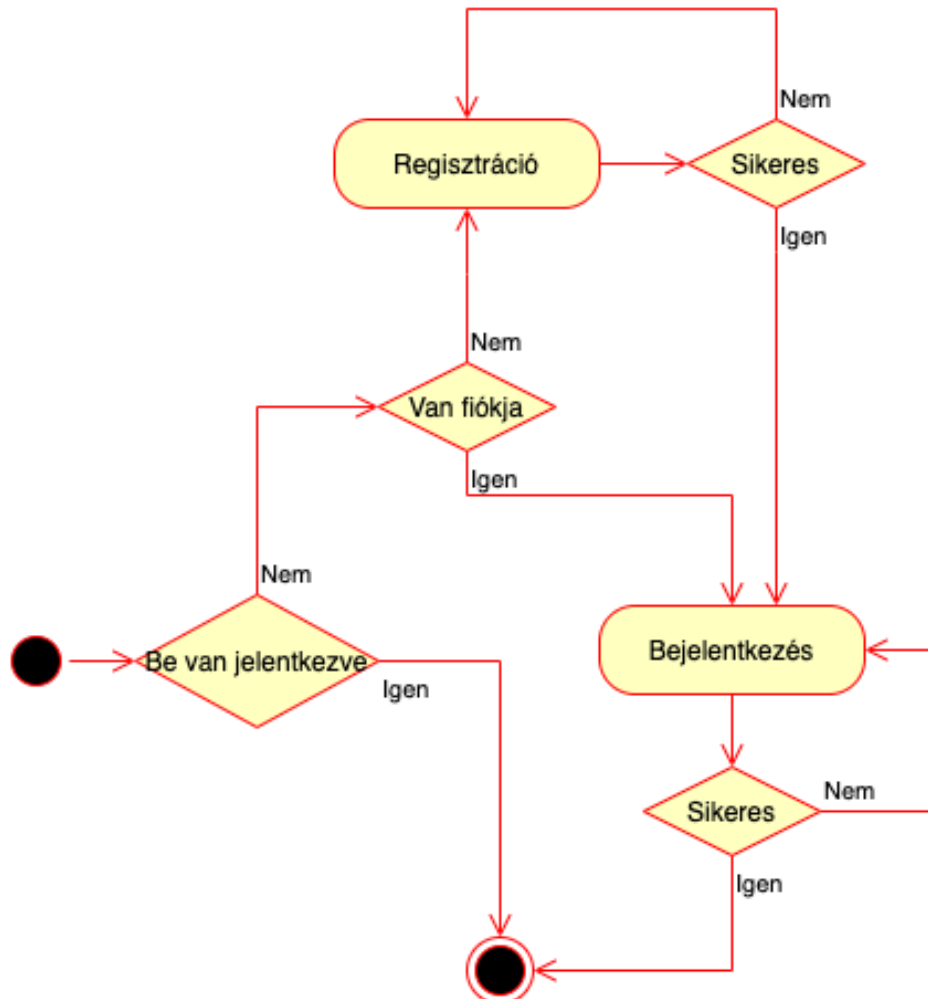 Nem
Regisztráció
Sikeres
Igen
Nem
Van fiókja
Igen
Nem
Be van jelentkezve
Igen
Bejelentkezés
Sikeres
Nem
Igen